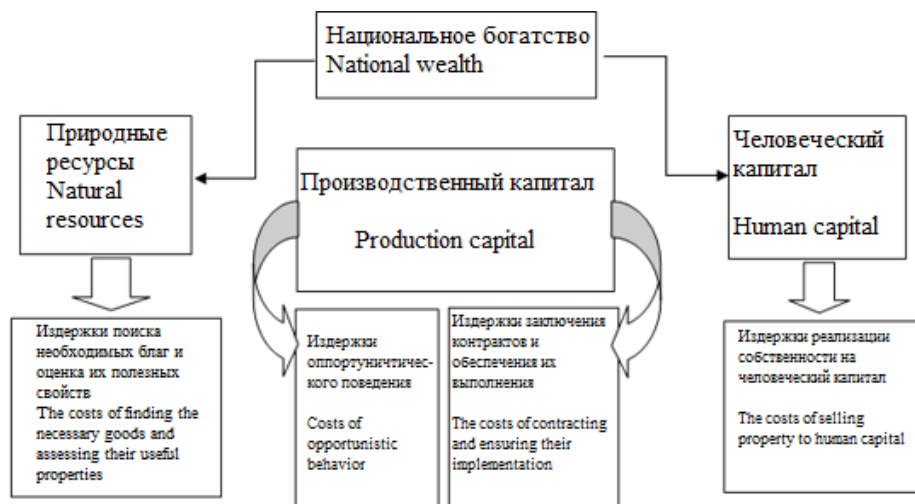 Национальное богатство
National wealth
Природные
ресурсы
Natural
resources
Производственный капитал
Production capital
Человеческий
капитал
Human capital
Издержки поиска
необходимых благ и
оценка их полезных
свойств
The costs of finding the
necessary goods and
assessing their useful
properties
Издержки
оппортуничтичес-
кого поведения
Costs of
opportunistic
behavior
Издержки заключения
контрактов и
обеспечения их
выполнения
The costs of contracting
and ensuring their
implementation
Издержки реализации
собственности на
человеческий капитал
The costs of selling
property to human capital